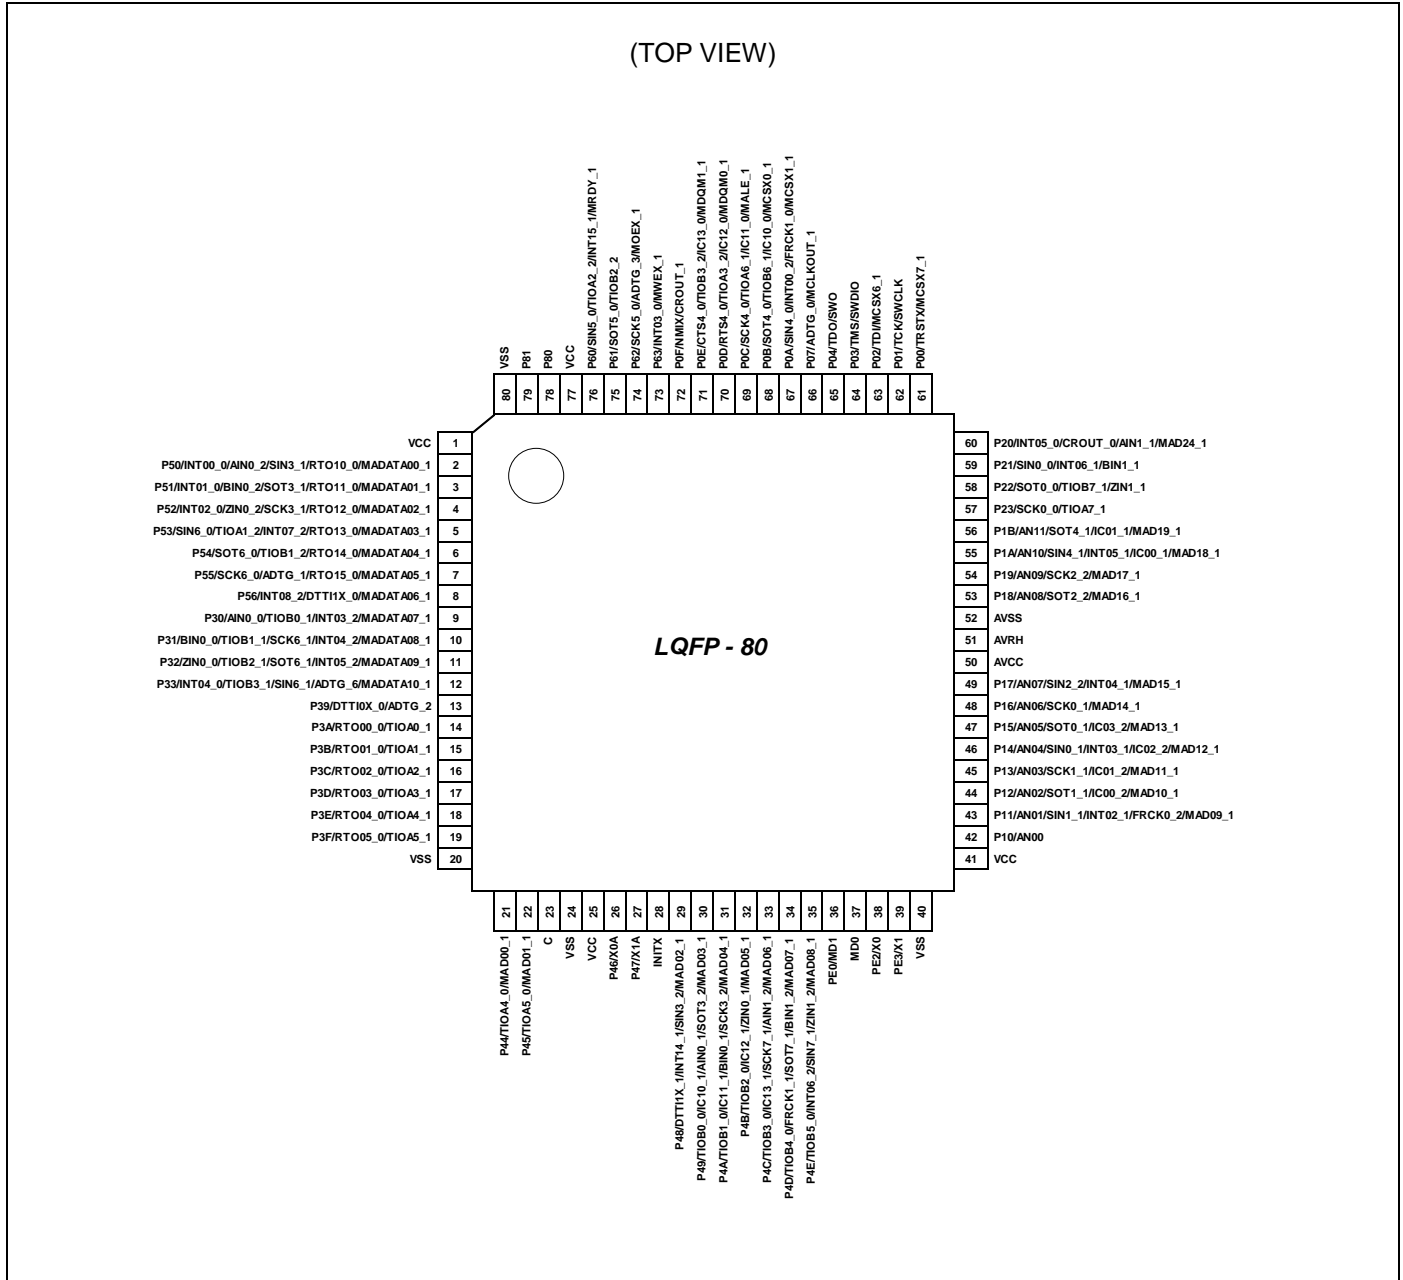 (TOP VIEW)
VSS
P81
P80
VCC
P60/SIN5_0/TIOA2_2/INT15_1/MRDY_1
P61/SOT5_0/TIOB2_2
P62/SCK5_0/ADTG_3/MOEX_1
P63/INT03_0/MWEX_1
P0F/NMIX/CROUT_1
P0E/CTS4_0/TIOB3_2/IC13_0/MDQM1_1
P0D/RTS4_0/TIOA3_2/IC12_0/MDQM0_1
P0C/SCK4_0/TIOA6_1/IC11_0/MALE_1
P0B/SOT4_0/TIOB6_1/IC10_0/MCSX0_1
P0A/SIN4_0/INT00_2/FRCK1_0/MCSX1_1
P07/ADTG_0/MCLKOUT_1
P04/TDO/SWO
P03/TMS/SWDIO
P02/TDI/MCSX6_1
P01/TCK/SWCLK
P00/TRSTX/MCSX7_1
80
79
78
77
76
75
74
73
72
71
70
69
68
67
66
65
64
63
62
61
VCC 1
P50/INT00_0/AIN0_2/SIN3_1/RTO10_0/MADATA00_1 2
P51/INT01_0/BIN0_2/SOT3_1/RTO11_0/MADATA01_1 3
P52/INT02_0/ZIN0_2/SCK3_1/RTO12_0/MADATA02_1 4
P53/SIN6_0/TIOA1_2/INT07_2/RTO13_0/MADATA03_1 5
P54/SOT6_0/TIOB1_2/RTO14_0/MADATA04_1 6
P55/SCK6_0/ADTG_1/RTO15_0/MADATA05_1 7
P56/INT08_2/DTTI1X_0/MADATA06_1 8
P30/AIN0_0/TIOB0_1/INT03_2/MADATA07_1 9
P31/BIN0_0/TIOB1_1/SCK6_1/INT04_2/MADATA08_1 10
P32/ZIN0_0/TIOB2_1/SOT6_1/INT05_2/MADATA09_1 11
P33/INT04_0/TIOB3_1/SIN6_1/ADTG_6/MADATA10_1 12
P39/DTTI0X_0/ADTG_2 13
P3A/RTO00_0/TIOA0_1 14
P3B/RTO01_0/TIOA1_1 15
P3C/RTO02_0/TIOA2_1 16
P3D/RTO03_0/TIOA3_1 17
P3E/RTO04_0/TIOA4_1 18
P3F/RTO05_0/TIOA5_1 19
VSS 20
LQFP - 80
60 P20/INT05_0/CROUT_0/AIN1_1/MAD24_1
59 P21/SIN0_0/INT06_1/BIN1_1
58 P22/SOT0_0/TIOB7_1/ZIN1_1
57 P23/SCK0_0/TIOA7_1
56 P1B/AN11/SOT4_1/IC01_1/MAD19_1
55 P1A/AN10/SIN4_1/INT05_1/IC00_1/MAD18_1
54 P19/AN09/SCK2_2/MAD17_1
53 P18/AN08/SOT2_2/MAD16_1
52 AVSS
51 AVRH
50 AVCC
49 P17/AN07/SIN2_2/INT04_1/MAD15_1
48 P16/AN06/SCK0_1/MAD14_1
47 P15/AN05/SOT0_1/IC03_2/MAD13_1
46 P14/AN04/SIN0_1/INT03_1/IC02_2/MAD12_1
45 P13/AN03/SCK1_1/IC01_2/MAD11_1
44 P12/AN02/SOT1_1/IC00_2/MAD10_1
43 P11/AN01/SIN1_1/INT02_1/FRCK0_2/MAD09_1
42 P10/AN00
41 VCC
21
22
23
24
25
26
27
28
29
30
31
32
33
34
35
36
37
38
39
40
P44/TIOA4_0/MAD00_1
P45/TIOA5_0/MAD01_1
C
VSS
VCC
P46/X0A
P47/X1A
INITX
P48/DTTI1X_1/INT14_1/SIN3_2/MAD02_1
P49/TIOB0_0/IC10_1/AIN0_1/SOT3_2/MAD03_1
P4A/TIOB1_0/IC11_1/BIN0_1/SCK3_2/MAD04_1
P4B/TIOB2_0/IC12_1/ZIN0_1/MAD05_1
P4C/TIOB3_0/IC13_1/SCK7_1/AIN1_2/MAD06_1
P4D/TIOB4_0/FRCK1_1/SOT7_1/BIN1_2/MAD07_1
P4E/TIOB5_0/INT06_2/SIN7_1/ZIN1_2/MAD08_1
PE0/MD1
MD0
PE2/X0
PE3/X1
VSS